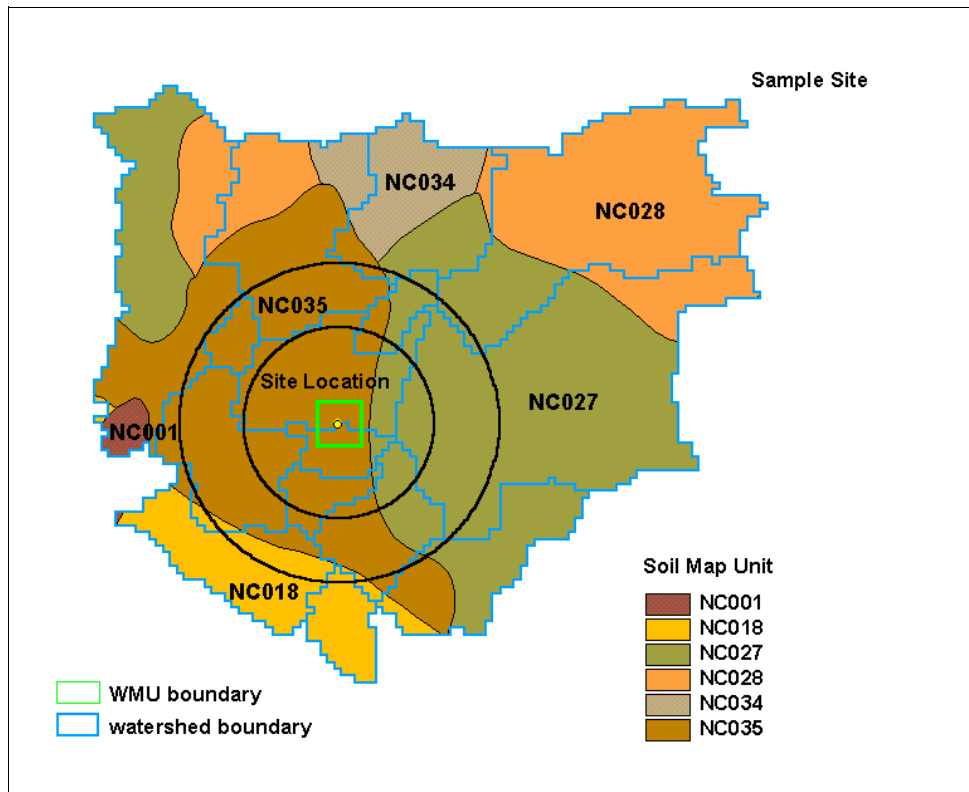 Sample Site
NC034
NC028
NC035
Site Location
NC027
NC001
NC018
Soil Map Unit
NC001
NC018
NC027
NC028
NC034
NC035
WMU boundary
watershed boundary